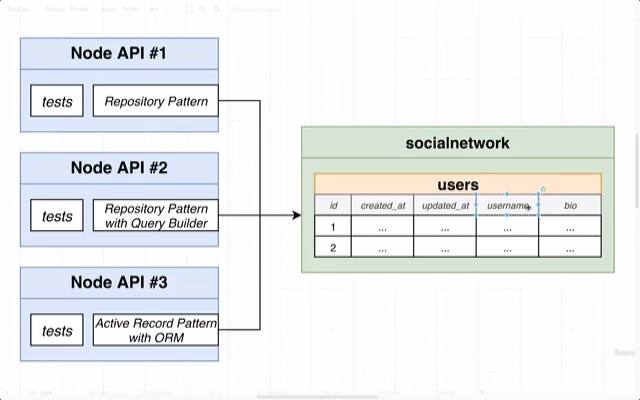 Node API #1
tests
Repository Pattern
Node API #2
tests
Repository Pattern
with Query Builder
Node API #3
tests
Active Record Pattern
with ORM
socialnetwork
users
id created_at updated_at username bio
1 ... ... ... ...
2 ... ... ... ...